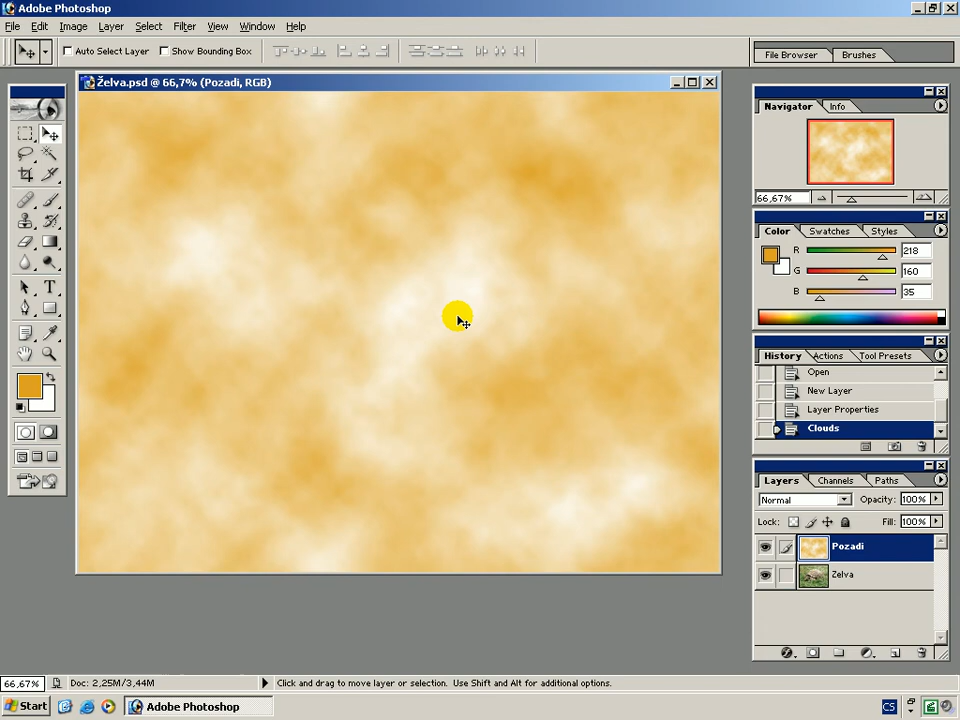 Adobe Photoshop
File Edit Image Layer Select Filter View Window Help
Auto Select Layer Show Bounding Box
File Browser Brushes
Želva.psd @ 66,7% (Pozadi, RGB)
Navigator Info
66,67%
Color Swatches Styles
R 218
G 160
B 35
History Actions Tool Presets
Open
New Layer
Layer Properties
Clouds
Layers Channels Paths
Normal Opacity: 100%
Lock: Fill: 100%
Pozadi
Zelva
66,67% Doc: 2,25M/3,44M Click and drag to move layer or selection. Use Shift and Alt for additional options.
Start Adobe Photoshop CS